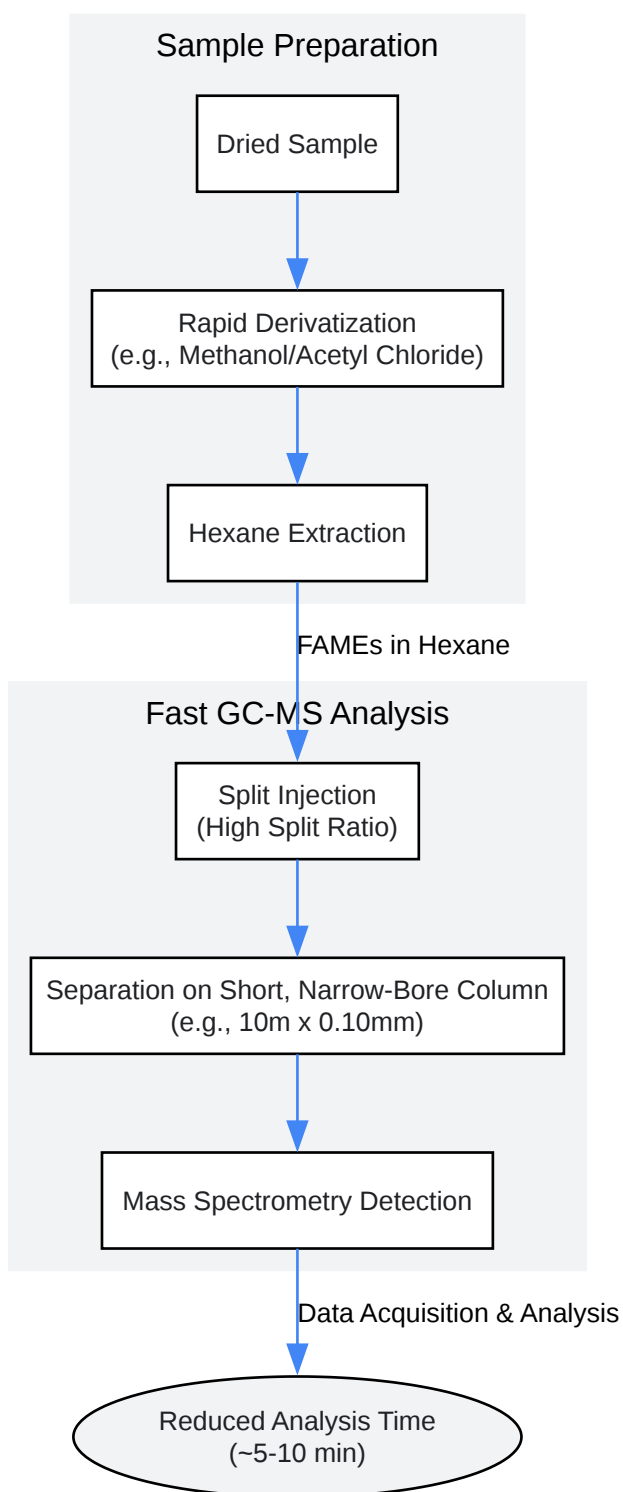 Sample Preparation
Dried Sample
Rapid Derivatization
(e.g., Methanol/Acetyl Chloride)
Hexane Extraction
FAMEs in Hexane
Fast GC-MS Analysis
Split Injection
(High Split Ratio)
Separation on Short, Narrow-Bore Column
(e.g., 10m x 0.10mm)
Mass Spectrometry Detection
Data Acquisition & Analysis
Reduced Analysis Time
(~5-10 min)